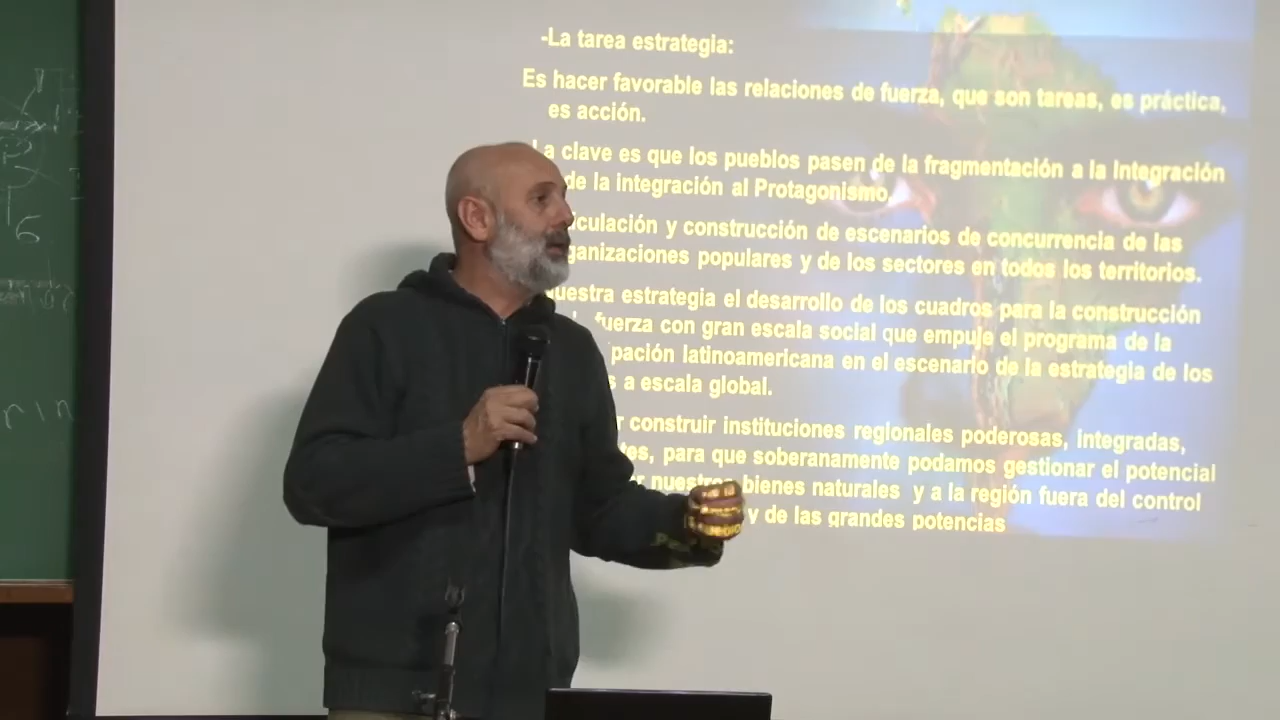 -La tarea estrategia:
Es hacer favorable las relaciones de fuerza, que son tareas, es práctica,
es acción.
La clave es que los pueblos pasen de la fragmentación a la Integración
de la integración al Protagonismo.
iculación y construcción de escenarios de concurrencia de las
ganizaciones populares y de los sectores en todos los territorios.
uestra estrategia el desarrollo de los cuadros para la construcción
fuerza con gran escala social que empuje el programa de la
pación latinoamericana en el escenario de la estrategia de los
s a escala global.
r construir instituciones regionales poderosas, Integradas,
tes, para que soberanamente podamos gestionar el potencial
r nuestros bienes naturales y a la región fuera del control
y de las grandes potencias
6